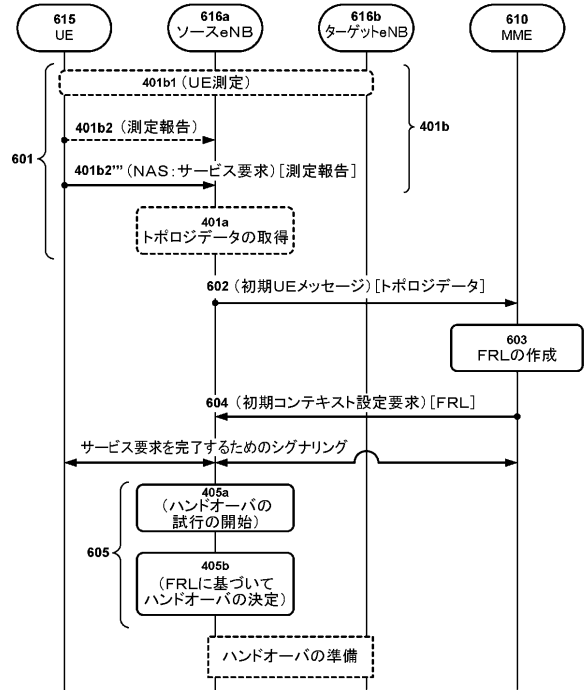 615
UE
616a
ソースeNB
616b
ターゲットeNB
610
MME
401b1 (UE測定)
401b2 (測定報告)
401b
601
401b2''' (NAS:サービス要求)[測定報告]
401a
トポロジデータの取得
602 (初期UEメッセージ)[トポロジデータ]
603
FRLの作成
604 (初期コンテキスト設定要求)[FRL]
サービス要求を完了するためのシグナリング
405a
(ハンドオーバの
試行の開始)
605
405b
(FRLに基づいて
ハンドオーバの決定)
ハンドオーバの準備